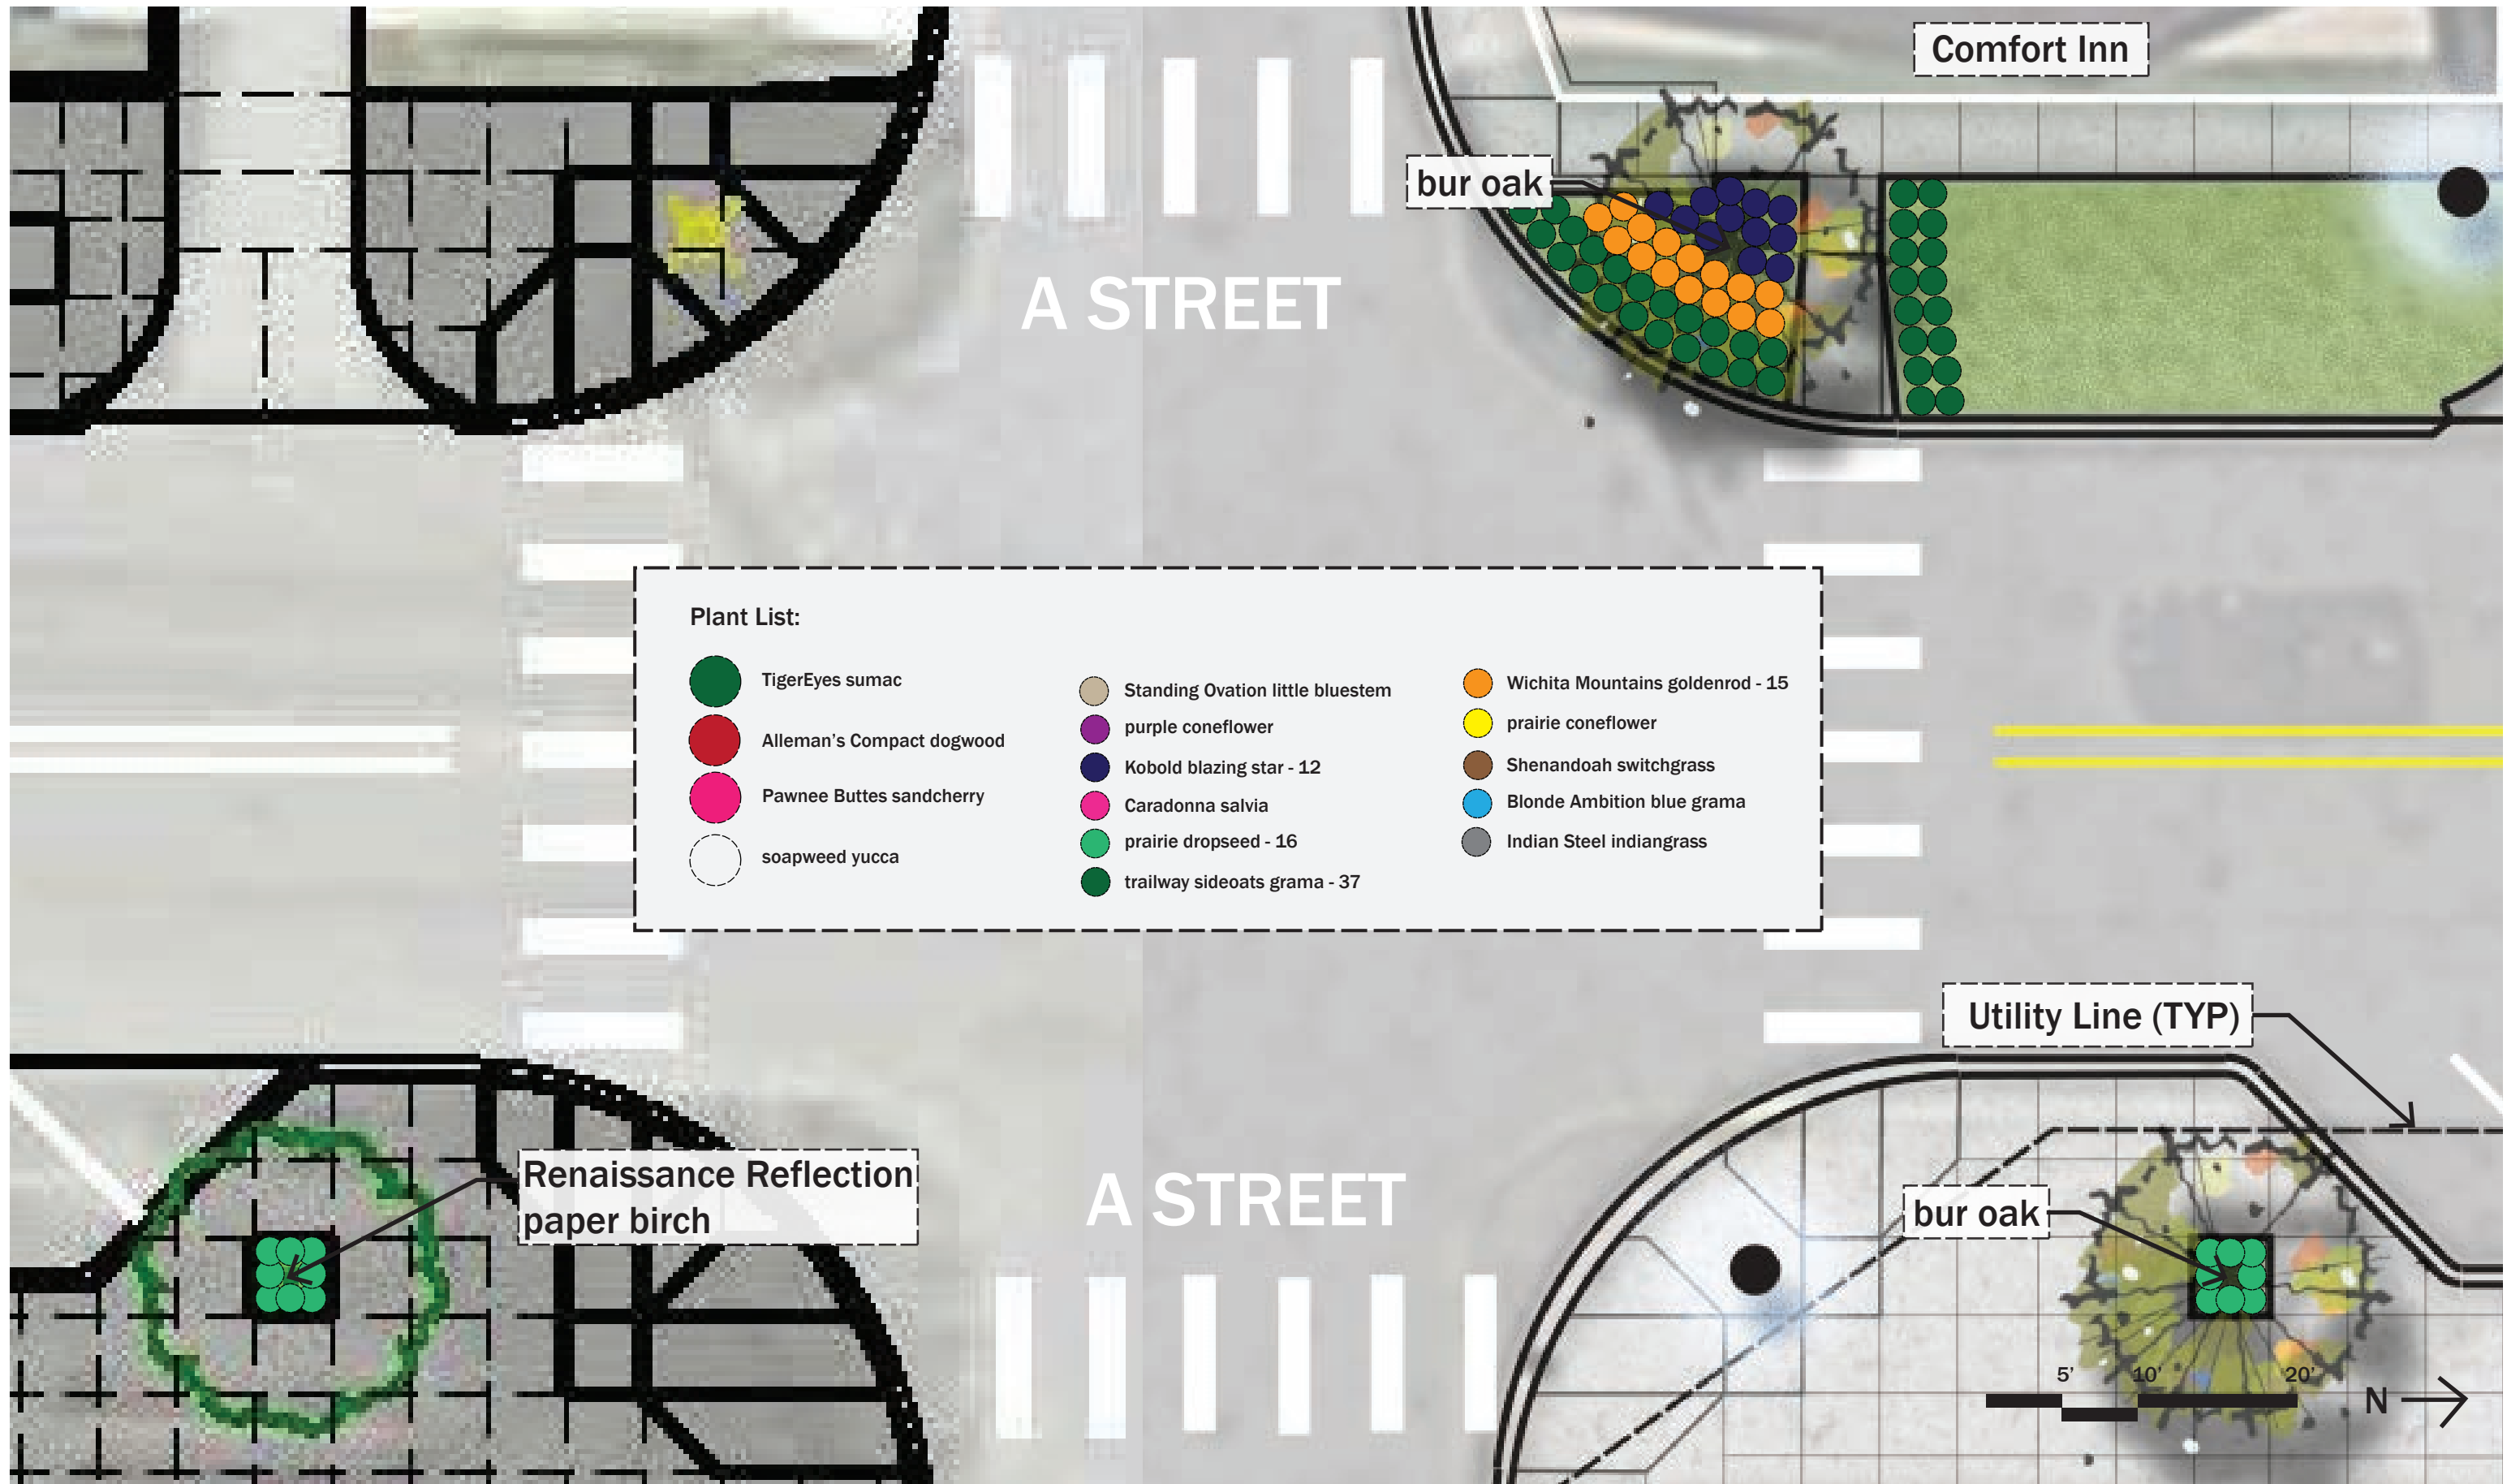 Comfort Inn
bur oak
A STREET
Plant List:
TigerEyes sumac
Alleman's Compact dogwood
Pawnee Buttes sandcherry
soapweed yucca
Standing Ovation little bluestem
purple coneflower
Kobold blazing star - 12
Caradonna salvia
prairie dropseed - 16
trailway sideoats grama - 37
Wichita Mountains goldenrod - 15
prairie coneflower
Shenandoah switchgrass
Blonde Ambition blue grama
Indian Steel indiangrass
Utility Line (TYP)
Renaissance Reflection
paper birch
A STREET
bur oak
5' 10' 20'
N